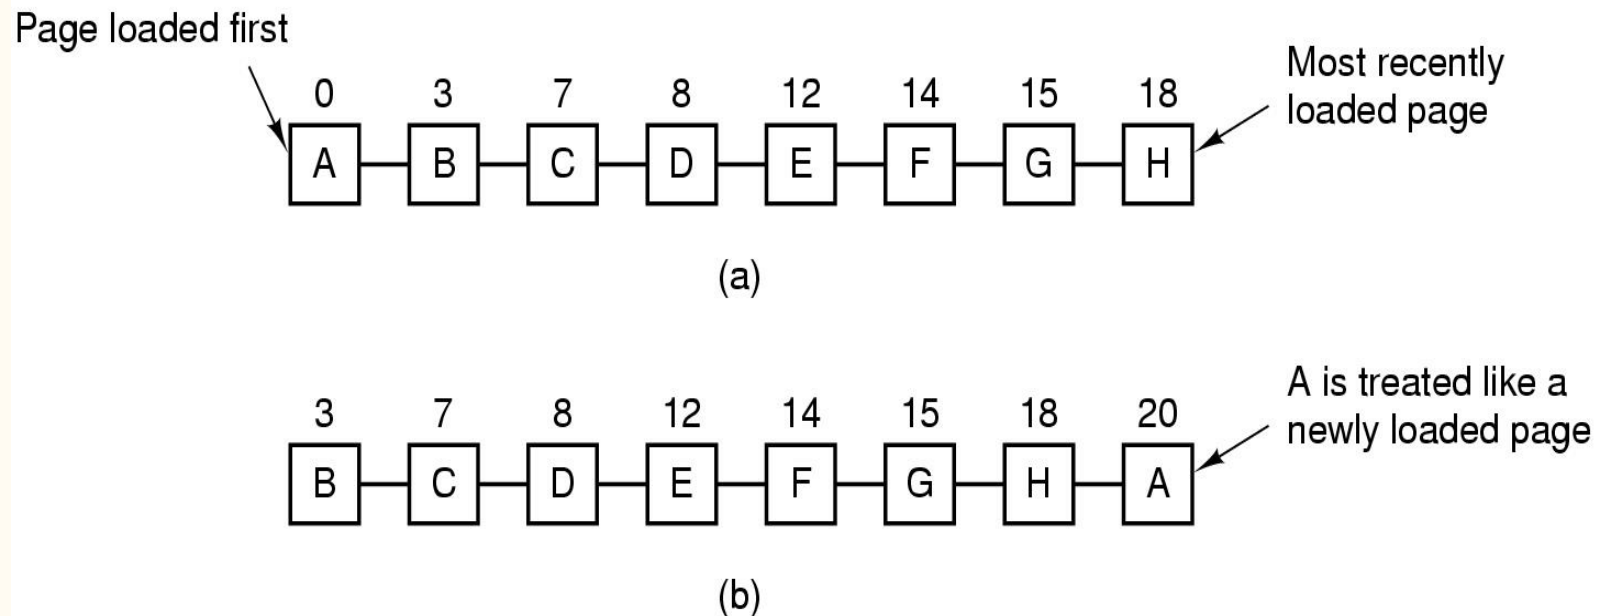 Page loaded first
Most recently
loaded page
0 3 7 8 12 14 15 18
A B C D E F G H
(a)
A is treated like a
newly loaded page
3 7 8 12 14 15 18 20
B C D E F G H A
(b)